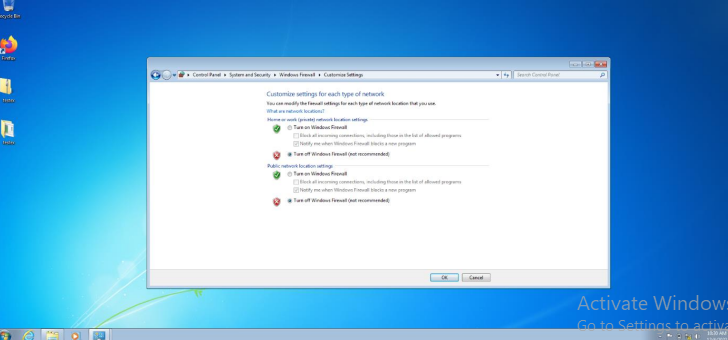 Recycle Bin
Firefox
Control Panel
System and Security
Windows Firewall
Customize Settings
Search Control Panel
Customize settings for each type of network
You can modify the firewall settings for each type of network location that you use.
What are network locations?
Home or work (private) network location settings
Turn on Windows Firewall
Block all incoming connections, including those in the list of allowed programs
Notify me when Windows Firewall blocks a new program
Turn off Windows Firewall (not recommended)
Public network location settings
Turn on Windows Firewall
Block all incoming connections, including those in the list of allowed programs
Notify me when Windows Firewall blocks a new program
Turn off Windows Firewall (not recommended)
OK
Cancel
Activate Windows
Go to Settings to activa